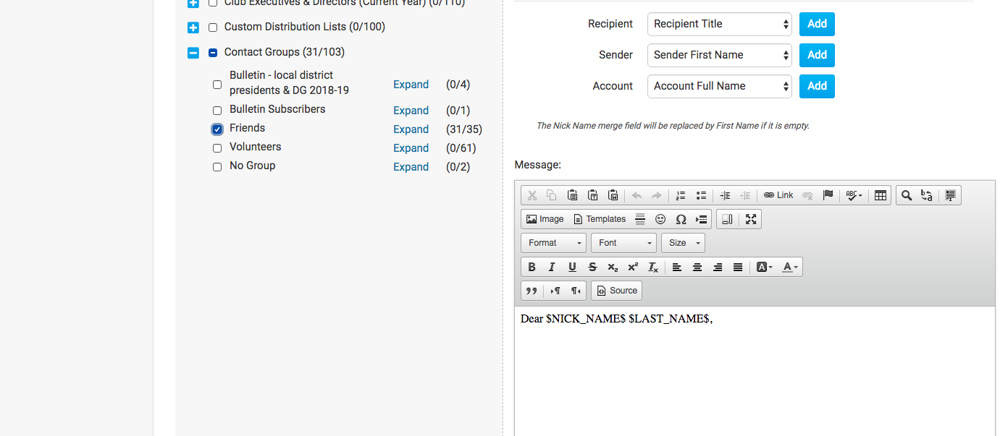 Club Executives & Directors (Current Year) (0/110)
Custom Distribution Lists (0/100)
Contact Groups (31/103)
Bulletin - local district
presidents & DG 2018-19
Expand
(0/4)
Bulletin Subscribers
Expand
(0/1)
Friends
Expand
(31/35)
Volunteers
Expand
(0/61)
No Group
Expand
(0/2)
Recipient
Recipient Title
Add
Sender
Sender First Name
Add
Account
Account Full Name
Add
The Nick Name merge field will be replaced by First Name if it is empty.
Message:
Link
ABC
Image
Templates
Format
Font
Size
Source
Dear $NICK_NAME$ $LAST_NAME$,